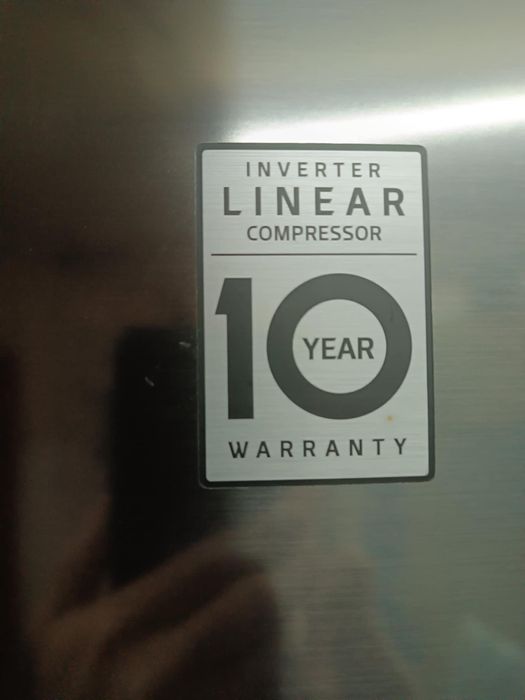 INVERTER
LINEAR
COMPRESSOR
10
YEAR
WARRANTY